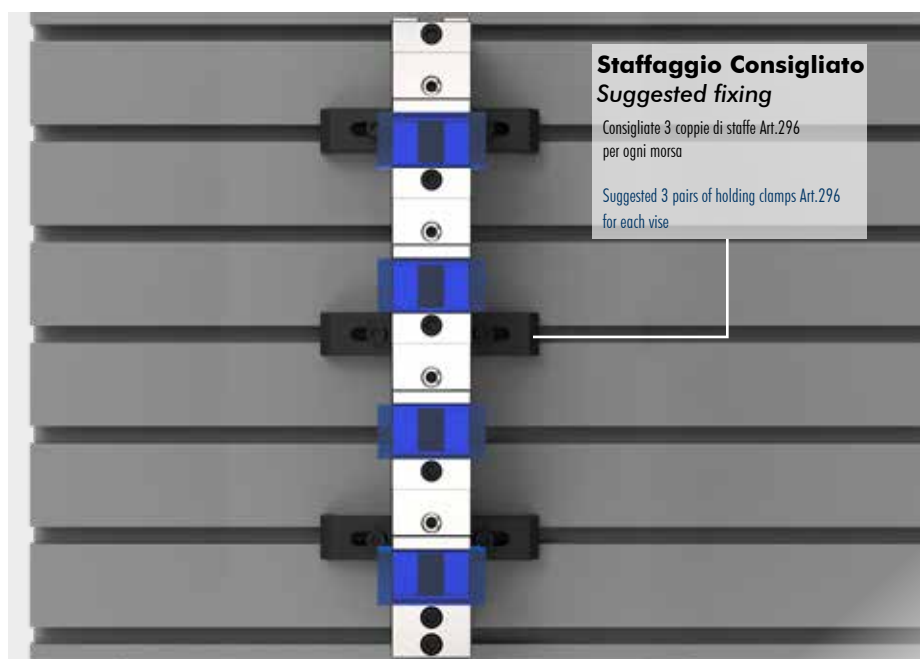 Staffaggio Consigliato
Suggested fixing
Consigliate 3 coppie di staffe Art.296
per ogni morsa
Suggested 3 pairs of holding clamps Art.296
for each vise